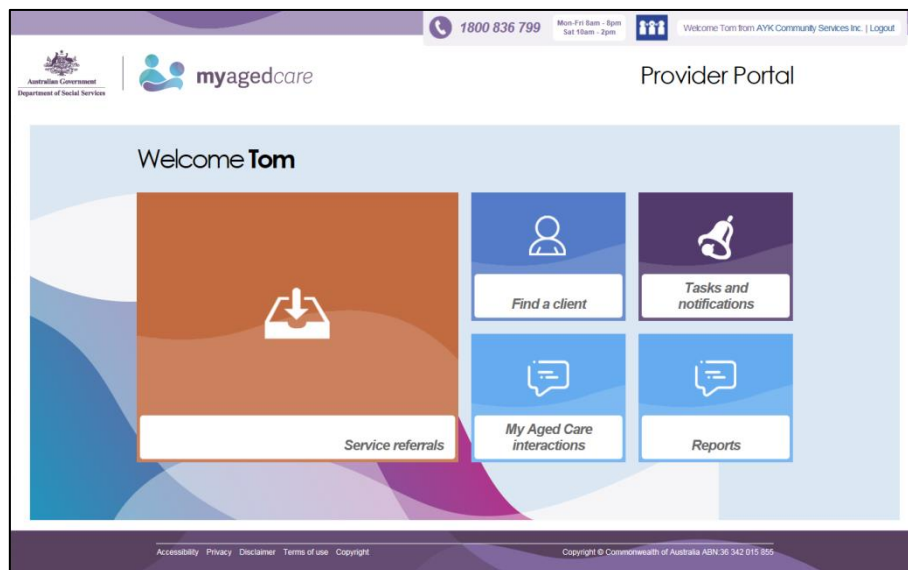 1800 836 799
Mon-Fri 8am - 8pm
Sat 10am - 2pm
Welcome Tom from AYK Community Services Inc. | Logout
Australian Government
Department of Social Services
myagedcare
Provider Portal
Welcome Tom
Service referrals
Find a client
Tasks and
notifications
My Aged Care
interactions
Reports
Accessibility Privacy Disclaimer Terms of use Copyright
Copyright © Commonwealth of Australia ABN:36 342 015 855